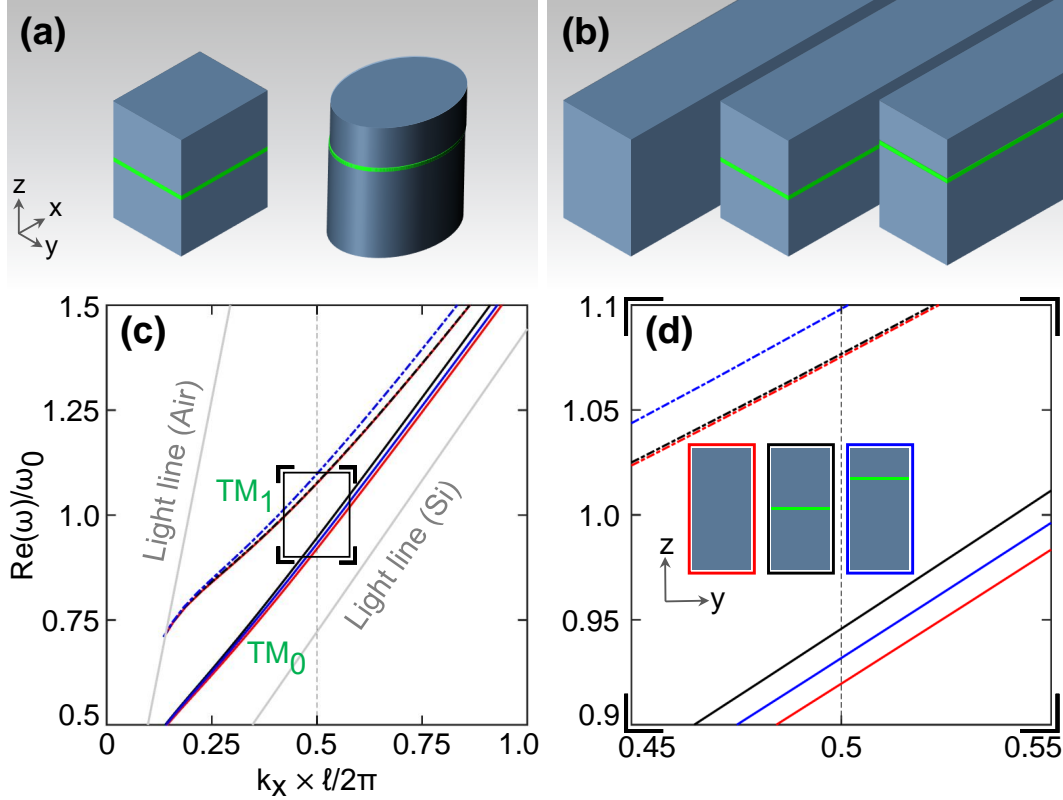 (a)
(b)
z
x
y
1.5
1.25
1.0
0.75
0.5
(c)
Light line (Air)
TM1
Light line (Si)
TM0
0
0.25
0.5
0.75
1.0
Re(ω)/ω0
kx × ℓ/2π
1.1
1.05
1.0
0.95
0.9
(d)
z
y
0.45
0.5
0.55